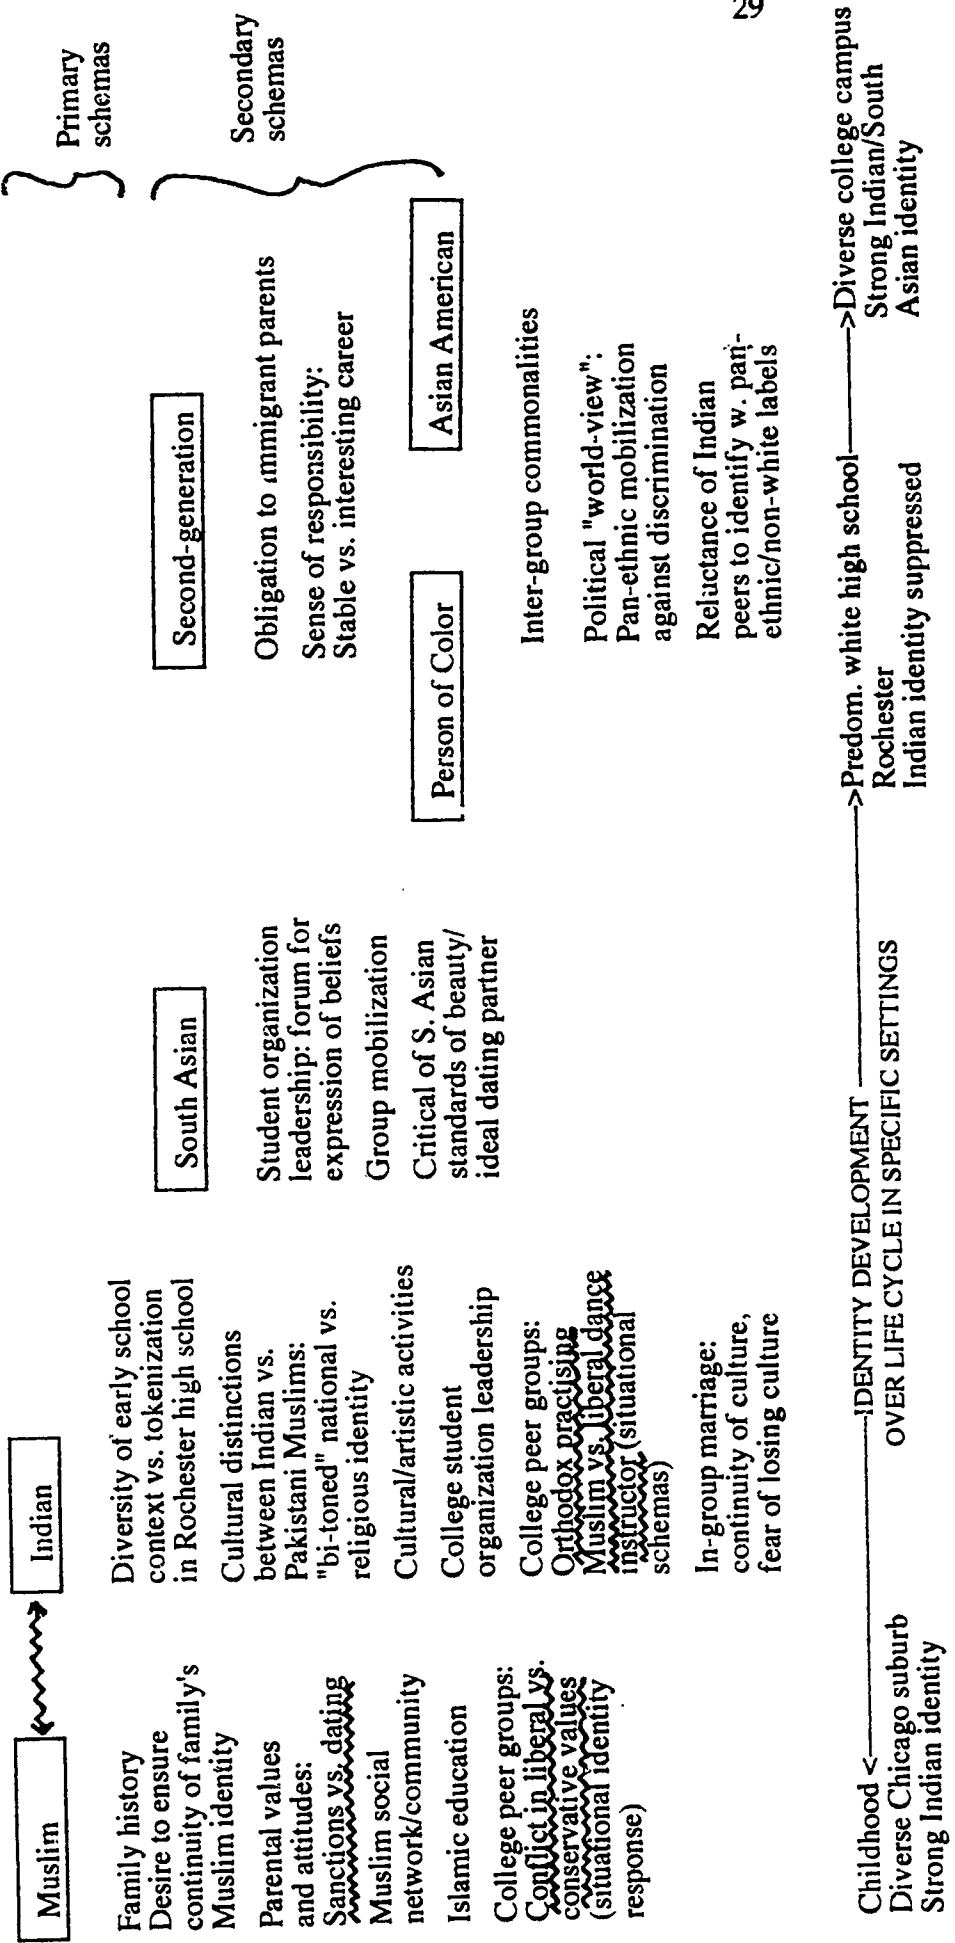 29
Primary
schemas
Secondary
schemas
Muslim
Family history
Desire to ensure
continuity of family's
Muslim identity
Parental values
and attitudes:
Sanctions vs. dating
Muslim social
network/community
Islamic education
College peer groups:
Conflict in liberal vs.
conservative values
(situational identity
response)
Indian
Diversity of early school
context vs. tokenization
in Rochester high school
Cultural distinctions
between Indian vs.
Pakistani Muslims:
"bi-toned" national vs.
religious identity
Cultural/artistic activities
College student
organization leadership
College peer groups:
Orthodox practising
Muslim vs. liberal dance
instructor (situational
schemas)
In-group marriage:
continuity of culture,
fear of losing culture
South Asian
Student organization
leadership: forum for
expression of beliefs
Group mobilization
Critical of S. Asian
standards of beauty/
ideal dating partner
Second-generation
Obligation to immigrant parents
Sense of responsibility:
Stable vs. interesting career
Person of Color
Asian American
Inter-group commonalities
Political "world-view":
Pan-ethnic mobilization
against discrimination
Reluctance of Indian
peers to identify w. pan-
ethnic/non-white labels
Childhood <——IDENTITY DEVELOPMENT ——>Predom. white high school——>Diverse college campus
Diverse Chicago suburb
Strong Indian identity
OVER LIFE CYCLE IN SPECIFIC SETTINGS
Rochester
Indian identity suppressed
Strong Indian/South
Asian identity